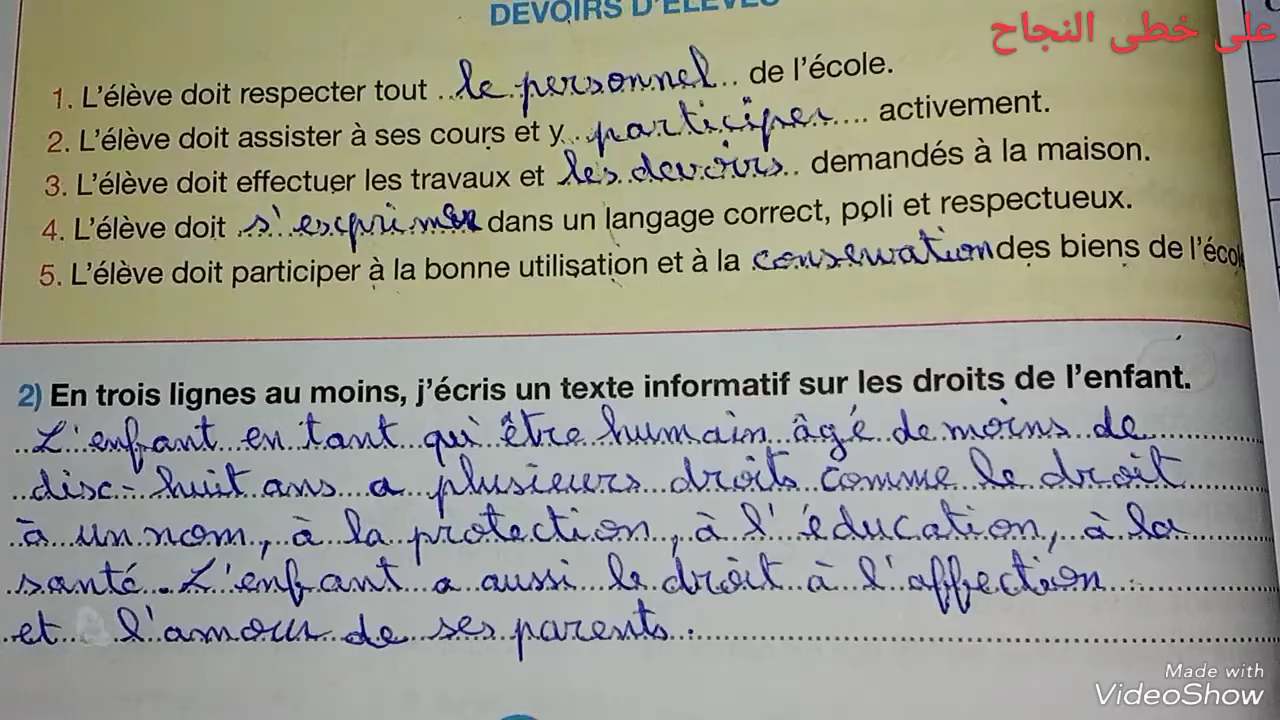 DEVOIRS D'ÉLÈVES
على خطى النجاح
1. L'élève doit respecter tout le personnel de l'école.
2. L'élève doit assister à ses cours et y participer activement.
3. L'élève doit effectuer les travaux et les devoirs demandés à la maison.
4. L'élève doit s'exprimer dans un langage correct, poli et respectueux.
5. L'élève doit participer à la bonne utilisation et à la conservation des biens de l'écol
2) En trois lignes au moins, j'écris un texte informatif sur les droits de l'enfant.
L'enfant en tant qu'être humain âgé de moins de
dix-huit ans a plusieurs droits comme le droit
à un nom, à la protection, à l'éducation, à la
santé. L'enfant a aussi le droit à l'affection
et l'amour de ses parents.
Made with
VideoShow